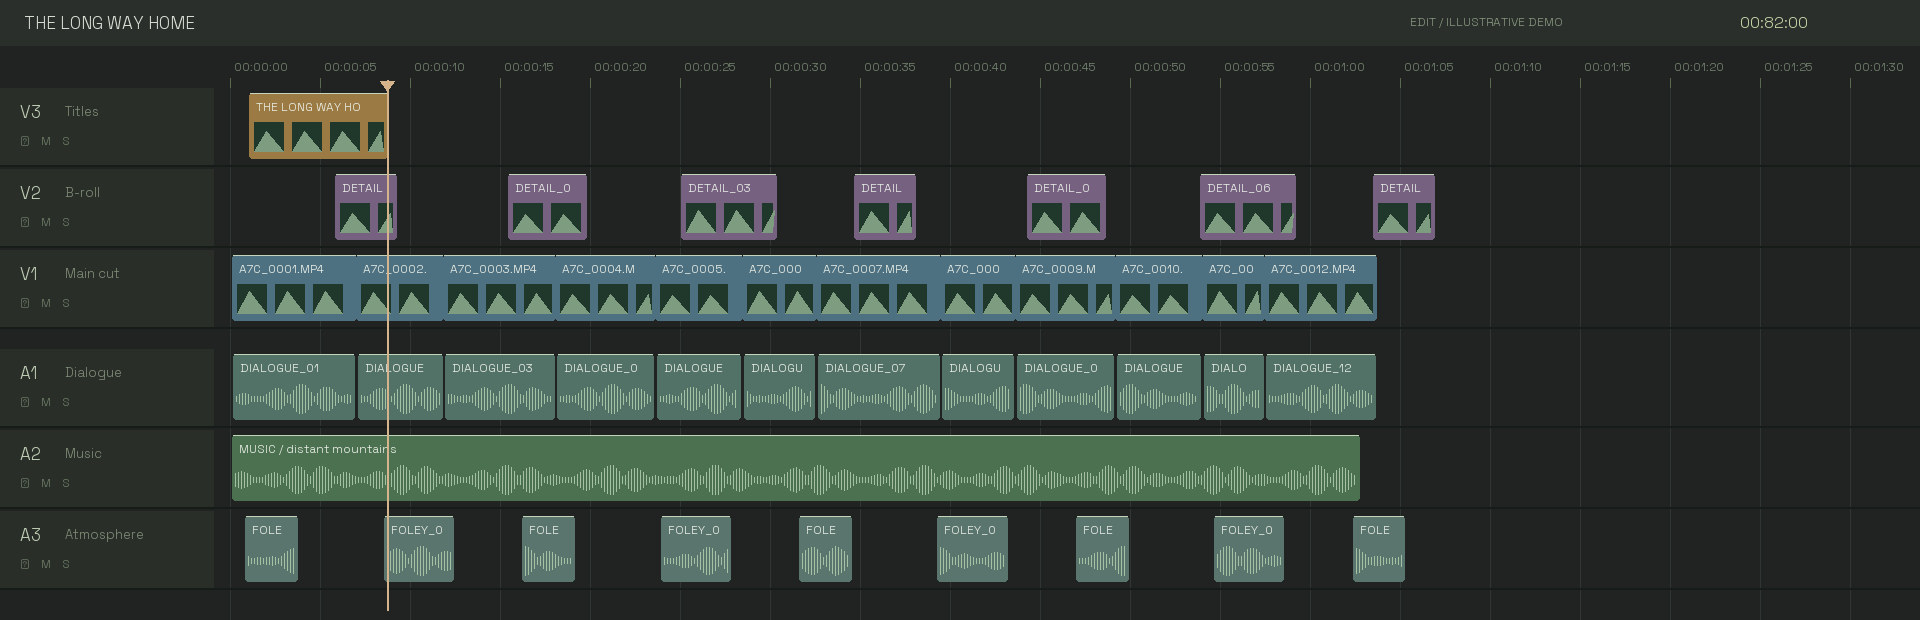 THE LONG WAY HOME
EDIT / ILLUSTRATIVE DEMO
00:82:00
00:00:00 00:00:05 00:00:10 00:00:15 00:00:20 00:00:25 00:00:30 00:00:35 00:00:40 00:00:45 00:00:50 00:00:55 00:01:00 00:01:05 00:01:10 00:01:15 00:01:20 00:01:25 00:01:30
V3 Titles
M S
THE LONG WAY HO
V2 B-roll
M S
DETAIL DETAIL_0 DETAIL_03 DETAIL DETAIL_0 DETAIL_06 DETAIL
V1 Main cut
M S
A7C_0001.MP4 A7C_0002. A7C_0003.MP4 A7C_0004.M A7C_0005. A7C_000 A7C_0007.MP4 A7C_000 A7C_0009.M A7C_0010. A7C_00 A7C_0012.MP4
A1 Dialogue
M S
DIALOGUE_01 DIALOGUE DIALOGUE_03 DIALOGUE_0 DIALOGUE DIALOGU DIALOGUE_07 DIALOGU DIALOGUE_0 DIALOGUE DIALO DIALOGUE_12
A2 Music
M S
MUSIC / distant mountains
A3 Atmosphere
M S
FOLE FOLEY_0 FOLE FOLEY_0 FOLE FOLEY_0 FOLE FOLEY_0 FOLE